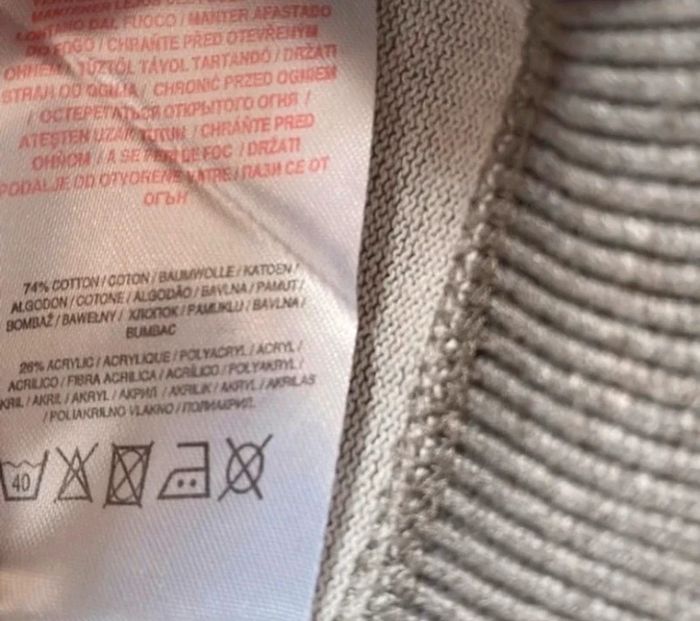 LONTANO DAL FUOCO / MANTER AFASTADO
DO FOGO / CHRAŇTE PŘED OTEVŘENÝM
OHNĚM / TŰZTŐL TÁVOL TARTANDÓ / DRŽATI
STRAN OD OGNJA / CHRONIĆ PRZED OGNIEM
/ ОСТЕРЕГАТЬСЯ ОТКРЫТОГО ОГНЯ /
ATEŞTEN UZAK TUTUN / CHRÁŇTE PRED
OHŇOM / A SE FERI DE FOC / DRŽATI
PODALJE OD OTVORENE VATRE / ПАЗИ СЕ ОТ
ОГЪН
74% COTTON / COTON / BAUMWOLLE / KATOEN /
ALGODON / COTONE / ALGODÃO / BAVLNA / PAMUT /
BOMBAŽ / BAWEŁNY / ХЛОПОК / PAMUKLU / BAVLNA /
BUMBAC
26% ACRYLIC / ACRYLIQUE / POLYACRYL / ACRYL /
ACRILICO / FIBRA ACRILICA / ACRÍLICO / POLYAKRYL /
KRIL / AKRIL / AKRYL / АКРИЛ / AKRILIK / AKRYL / AKRILAS
/ POLIAKRILNO VLAKNO / ПОЛИАКРИЛ
40